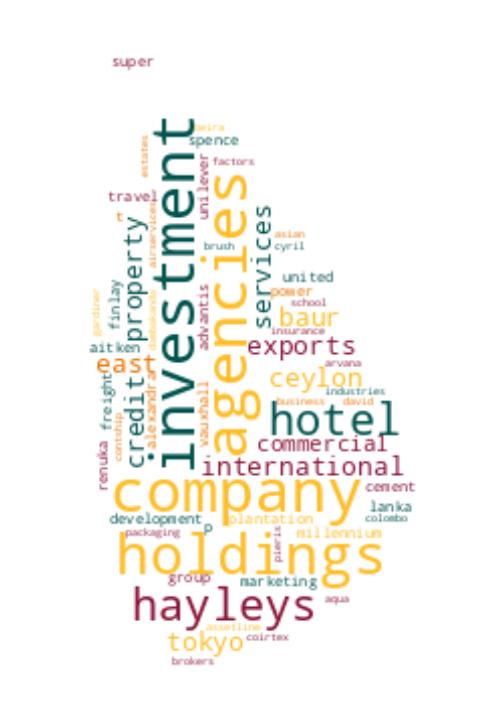 super
investment
beira
spence
estates
unilever
factors
travel
agencies
t
airservices
property
services
brush
cyril
asian
united
finlay
gardiner
power
school
baur
insurance
advantis
aitken
exports
east
arvana
ceylon
credit
alexandra
freight
contship
vauxhall
industries
business
david
hotel
commercial
renuka
international
company
cement
lanka
colombo
development
p
plantation
packaging
millennium
pieris
holdings
group
marketing
hayleys
aqua
assetline
tokyo
coirtex
brokers